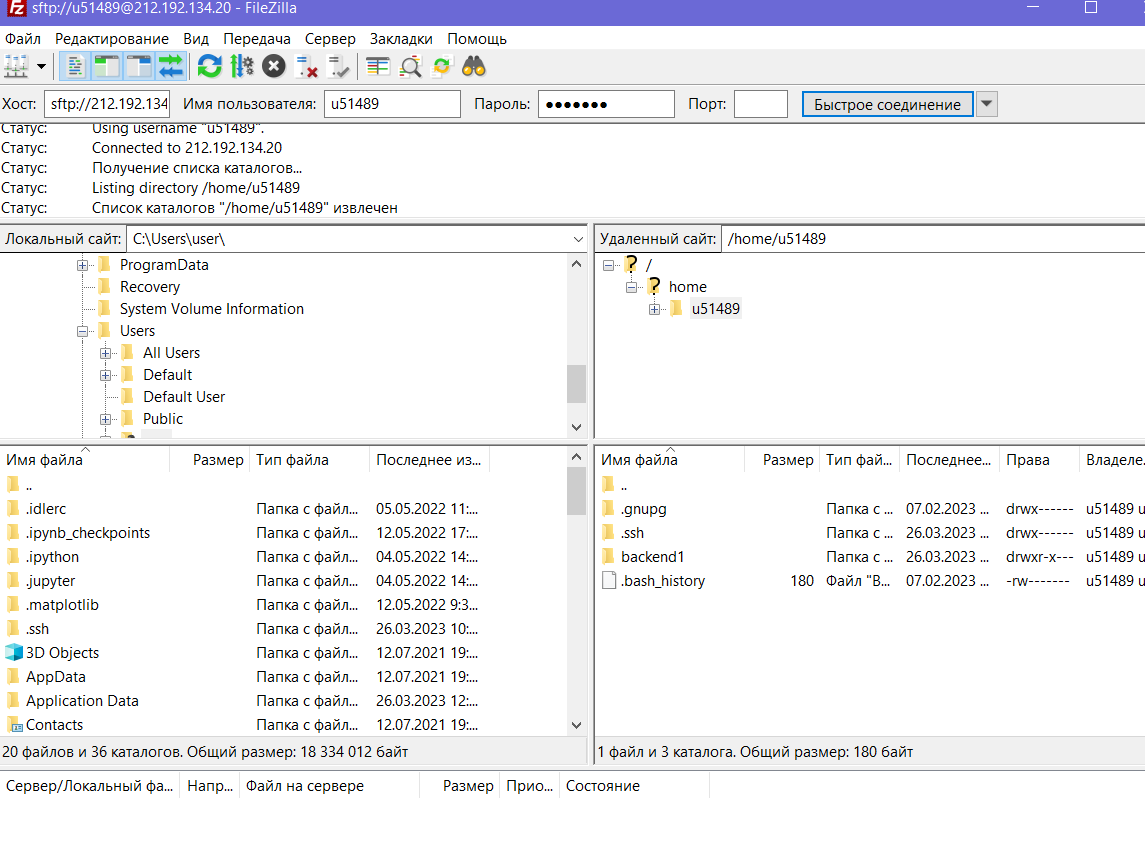 sftp://u51489@212.192.134.20 - FileZilla
Файл Редактирование Вид Передача Сервер Закладки Помощь
Хост: sftp://212.192.134 Имя пользователя: u51489 Пароль: ●●●●●●● Порт: Быстрое соединение
Статус: Using username "u51489".
Статус: Connected to 212.192.134.20
Статус: Получение списка каталогов...
Статус: Listing directory /home/u51489
Статус: Список каталогов "/home/u51489" извлечен
Локальный сайт: C:\Users\user\
ProgramData
Recovery
System Volume Information
Users
All Users
Default
Default User
Public
Удаленный сайт: /home/u51489
/
home
u51489
Имя файла Размер Тип файла Последнее из...
..
.idlerc Папка с файл... 05.05.2022 11:...
.ipynb_checkpoints Папка с файл... 12.05.2022 17:...
.ipython Папка с файл... 04.05.2022 14:...
.jupyter Папка с файл... 04.05.2022 14:...
.matplotlib Папка с файл... 12.05.2022 9:3...
.ssh Папка с файл... 26.03.2023 10:...
3D Objects Папка с файл... 12.07.2021 19:...
AppData Папка с файл... 12.07.2021 19:...
Application Data Папка с файл... 26.03.2023 12:...
Contacts Папка с файл... 12.07.2021 19:...
20 файлов и 36 каталогов. Общий размер: 18 334 012 байт
Имя файла Размер Тип фай... Последнее... Права Владеле.
..
.gnupg Папка с ... 07.02.2023 ... drwx------ u51489 u
.ssh Папка с ... 26.03.2023 ... drwx------ u51489 u
backend1 Папка с ... 26.03.2023 ... drwxr-x--- u51489 u
.bash_history 180 Файл "B... 07.02.2023 ... -rw------- u51489 u
1 файл и 3 каталога. Общий размер: 180 байт
Сервер/Локальный фа... Напр... Файл на сервере Размер Прио... Состояние